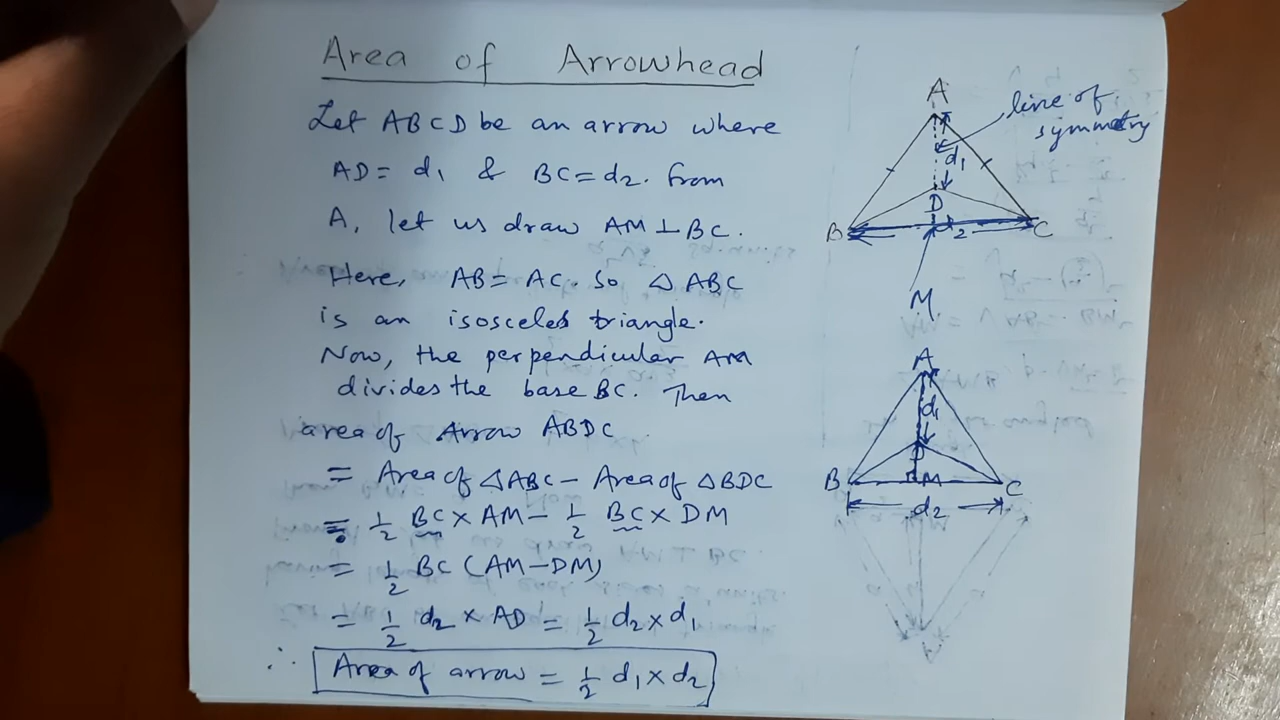 Area of Arrowhead
Let ABCD be an arrow where
AD = d₁ & BC = d₂. From
A, let us draw AM ⊥ BC.
Here, AB = AC. So △ ABC
is an isosceles triangle.
Now, the perpendicular AM
divides the base BC. Then
area of Arrow ABDC
= Area of △ABC − Area of △BDC
= 1/2 BC × AM − 1/2 BC × DM
= 1/2 BC (AM − DM)
= 1/2 d₂ × AD = 1/2 d₂ × d₁
∴ Area of arrow = 1/2 d₁ × d₂
A
line of
symmetry
d₁
D
B
d₂
C
M
A
d₁
D
B
M
C
d₂